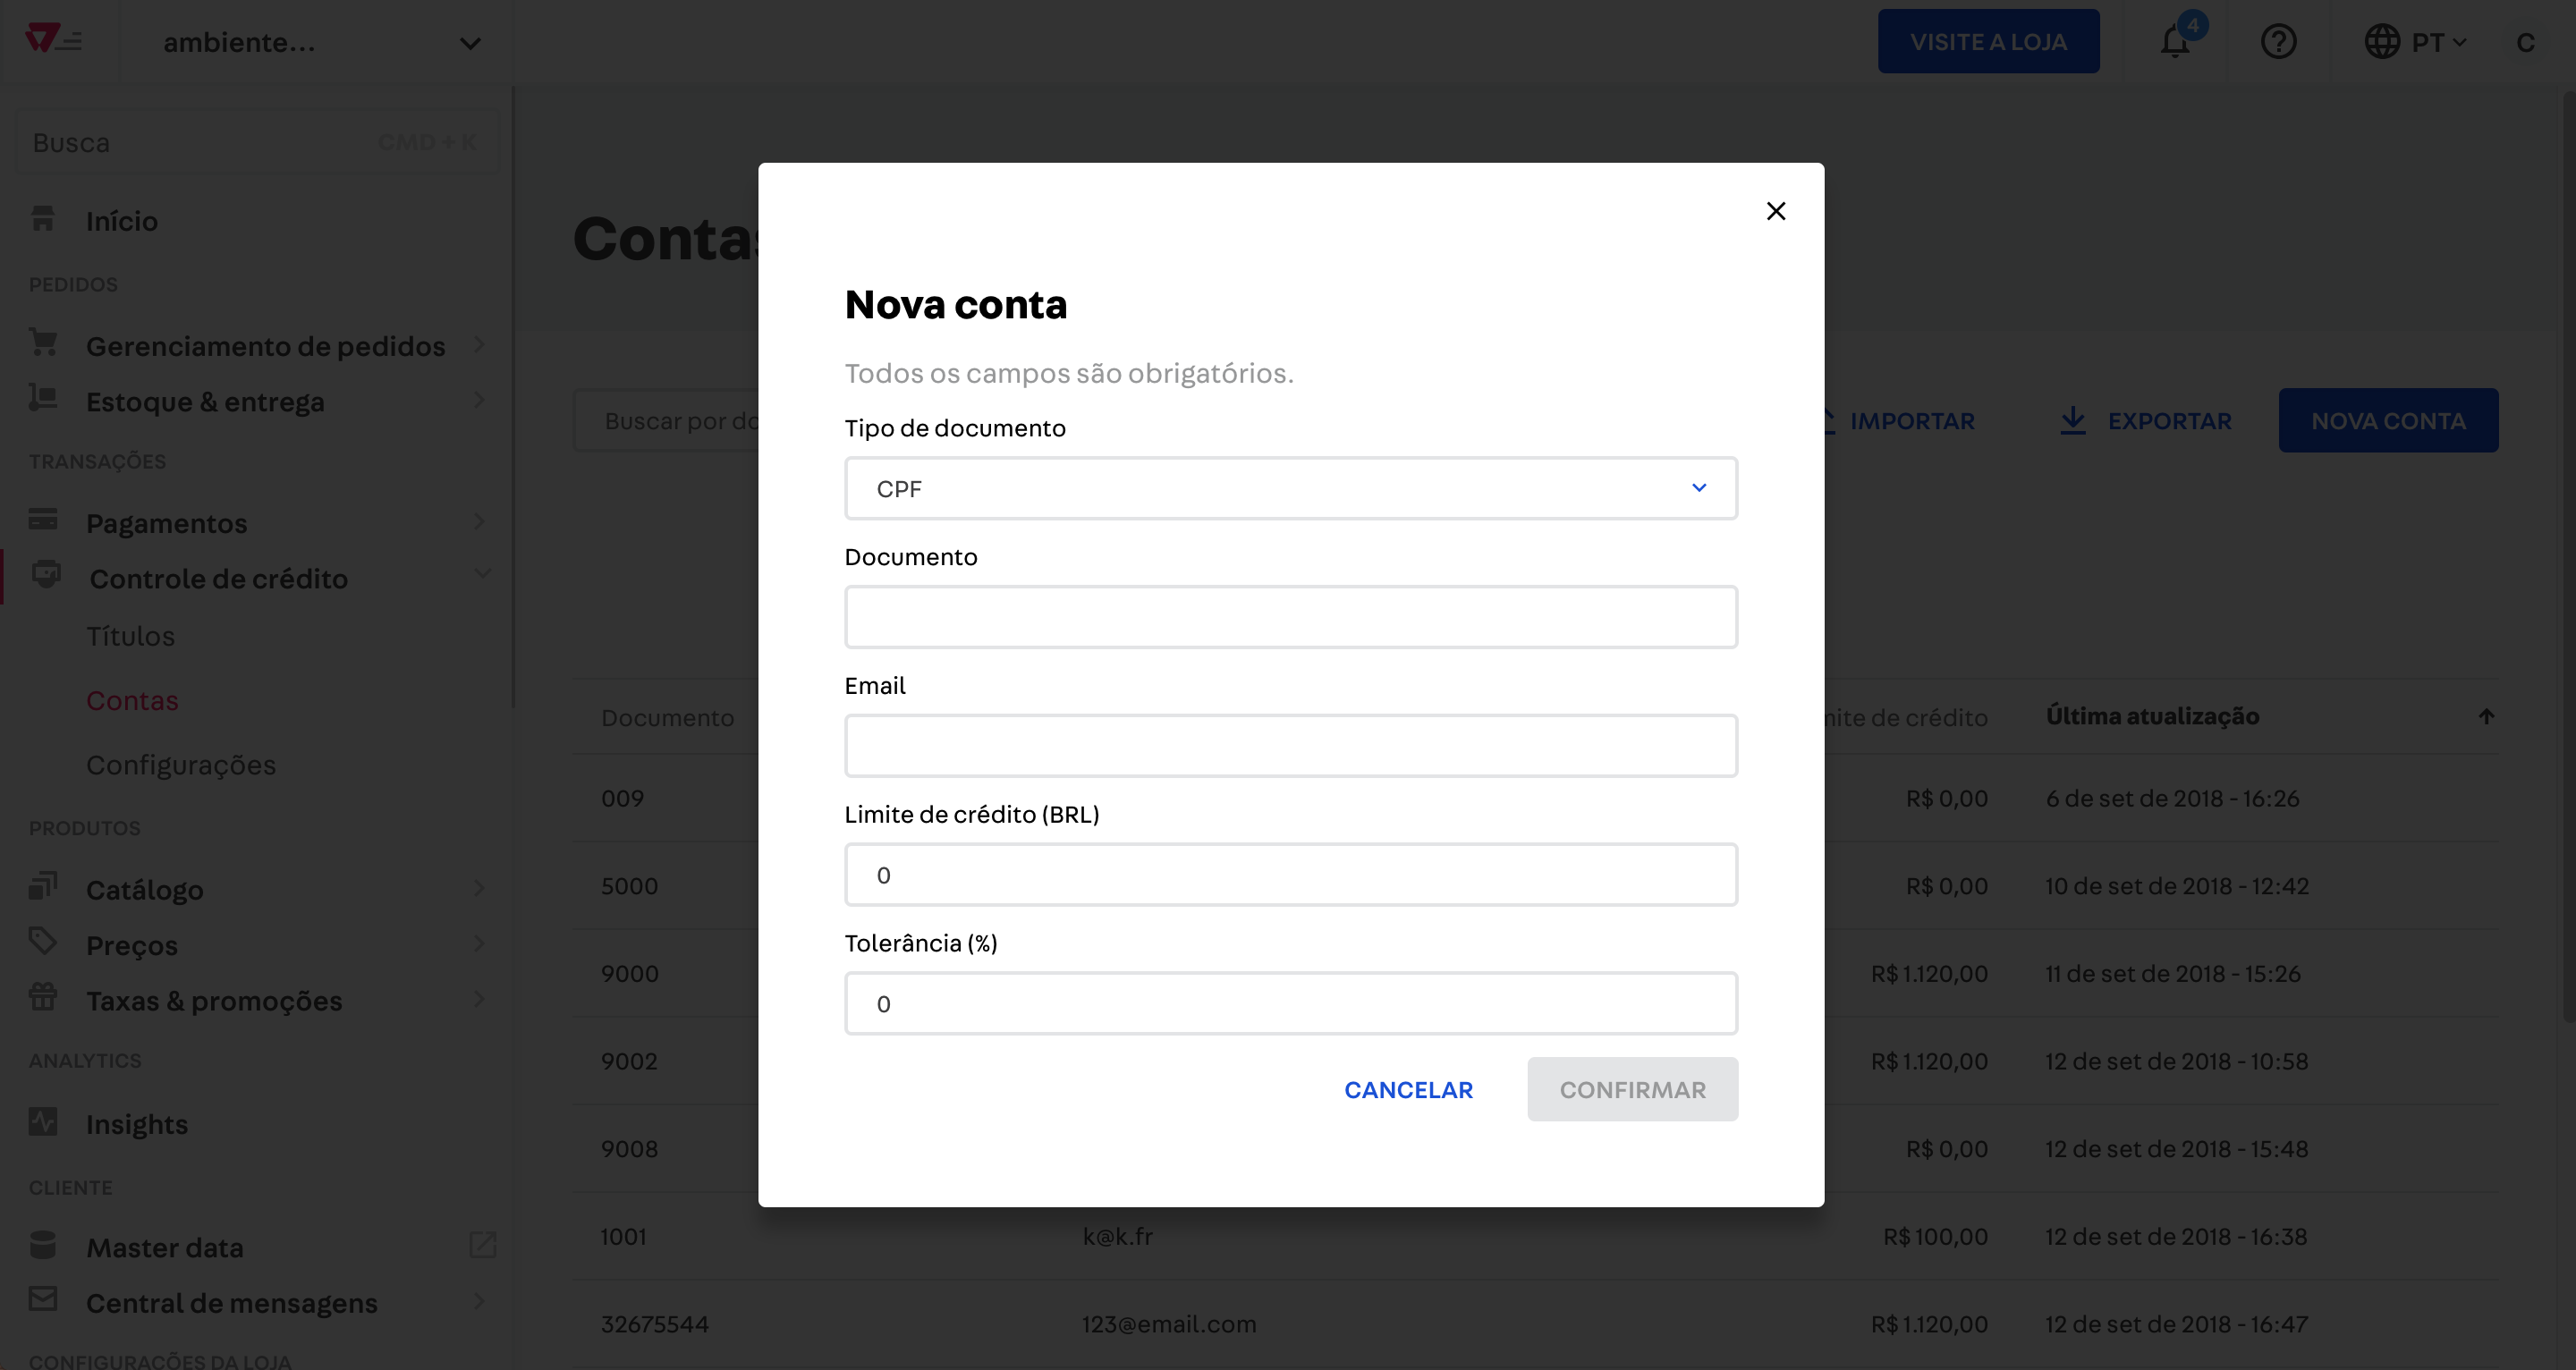 ambiente...
VISITE A LOJA
4
PT
C
Busca
CMD + K
Início
PEDIDOS
Gerenciamento de pedidos
Estoque & entrega
TRANSAÇÕES
Pagamentos
Controle de crédito
Títulos
Contas
Configurações
PRODUTOS
Catálogo
Preços
Taxas & promoções
ANALYTICS
Insights
CLIENTE
Master data
Central de mensagens
CONFIGURAÇÕES DA LOJA
Contas
Buscar por do
IMPORTAR
EXPORTAR
NOVA CONTA
Nova conta
Todos os campos são obrigatórios.
Tipo de documento
CPF
Documento
Email
Limite de crédito (BRL)
0
Tolerância (%)
0
CANCELAR
CONFIRMAR
Documento
mite de crédito
Última atualização
009
R$ 0,00
6 de set de 2018 - 16:26
5000
R$ 0,00
10 de set de 2018 - 12:42
9000
R$ 1.120,00
11 de set de 2018 - 15:26
9002
R$ 1.120,00
12 de set de 2018 - 10:58
9008
R$ 0,00
12 de set de 2018 - 15:48
1001
k@k.fr
R$ 100,00
12 de set de 2018 - 16:38
32675544
123@email.com
R$ 1.120,00
12 de set de 2018 - 16:47